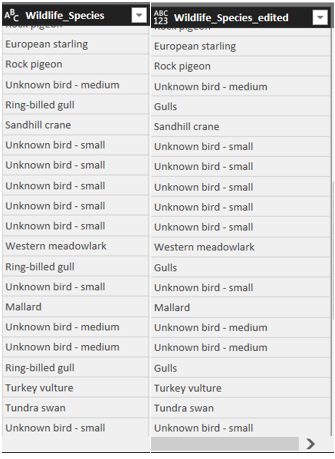 ABC Wildlife_Species
Rock pigeon
European starling
Rock pigeon
Unknown bird - medium
Ring-billed gull
Sandhill crane
Unknown bird - small
Unknown bird - small
Unknown bird - small
Unknown bird - small
Unknown bird - small
Western meadowlark
Ring-billed gull
Unknown bird - small
Mallard
Unknown bird - medium
Unknown bird - medium
Ring-billed gull
Turkey vulture
Tundra swan
Unknown bird - small
ABC
123 Wildlife_Species_edited
Rock pigeon
European starling
Rock pigeon
Unknown bird - medium
Gulls
Sandhill crane
Unknown bird - small
Unknown bird - small
Unknown bird - small
Unknown bird - small
Unknown bird - small
Western meadowlark
Gulls
Unknown bird - small
Mallard
Unknown bird - medium
Unknown bird - medium
Gulls
Turkey vulture
Tundra swan
Unknown bird - small